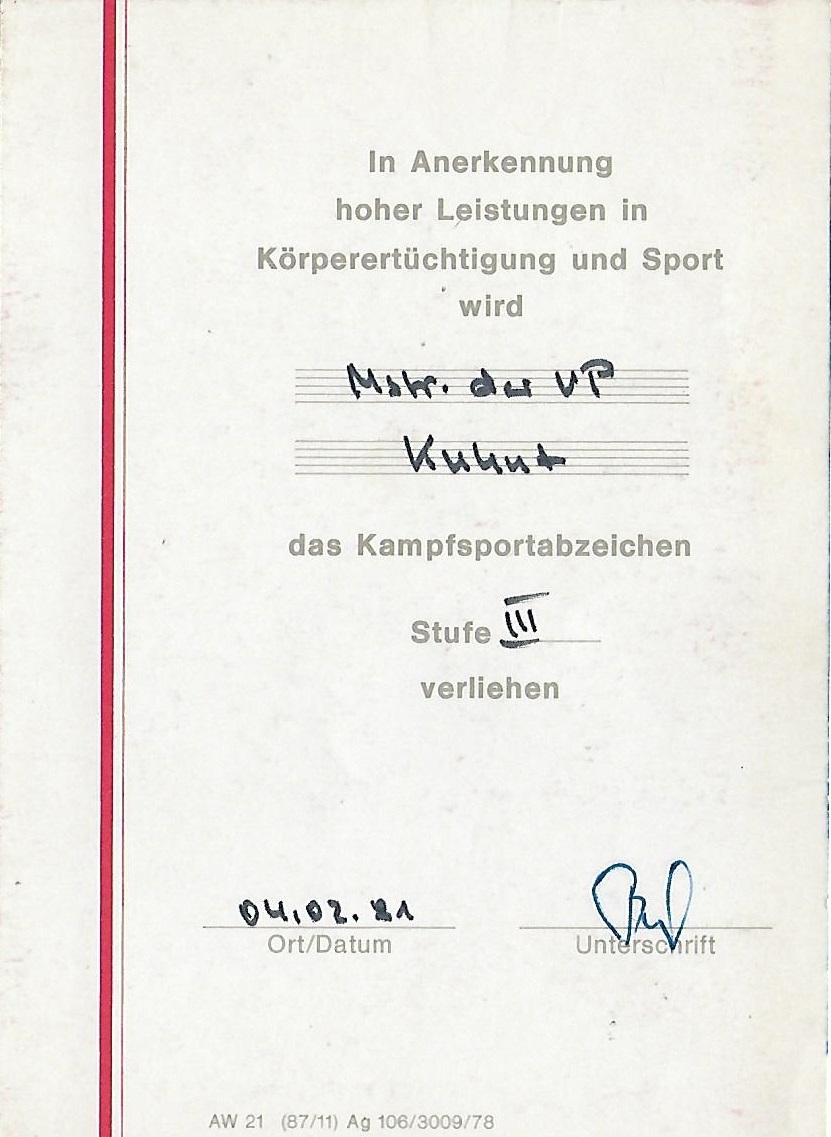 In Anerkennung
hoher Leistungen in
Körperertüchtigung und Sport
wird
Mstr. der VP
Kuhnt
das Kampfsportabzeichen
Stufe III
verliehen
04.02.81
Ort/Datum
Unterschrift
AW 21 (87/11) Ag 106/3009/78